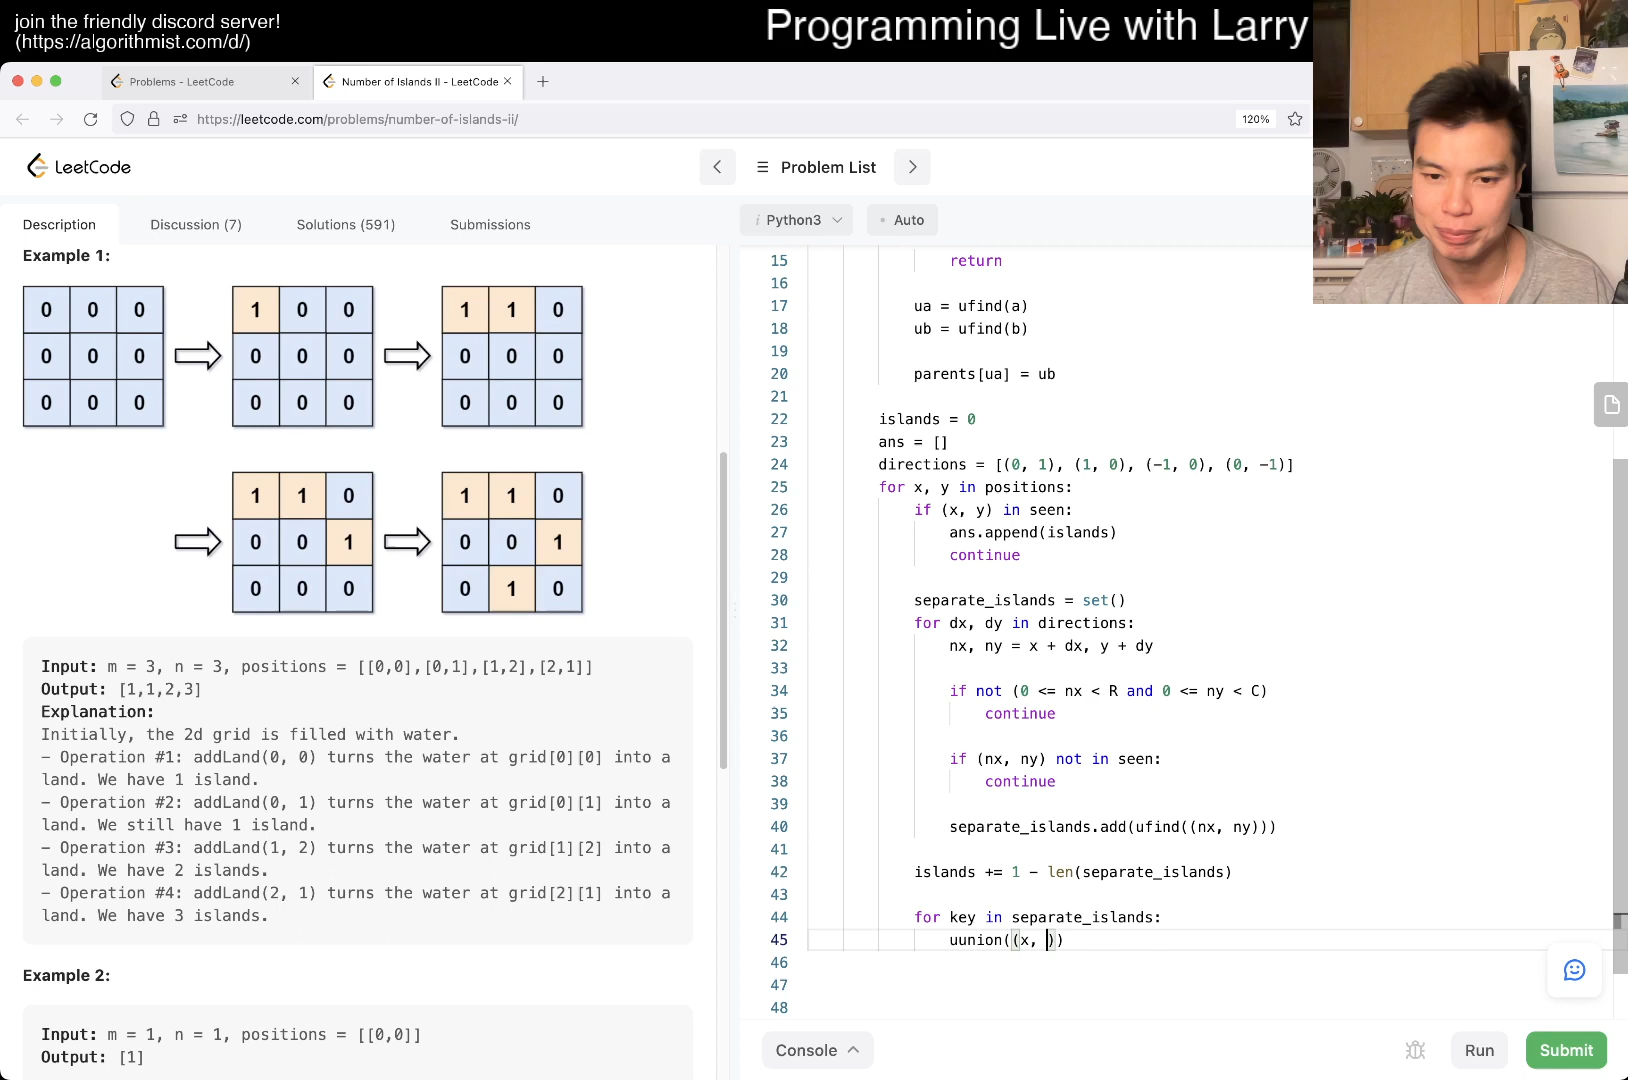 join the friendly discord server!
(https://algorithmist.com/d/)
Programming Live with Larry
Problems - LeetCode
Number of Islands II - LeetCode
https://leetcode.com/problems/number-of-islands-ii/
120%
LeetCode
Problem List
Description
Discussion (7)
Solutions (591)
Submissions
i Python3
Auto
Example 1:
0 0 0
0 0 0
0 0 0
1 0 0
0 0 0
0 0 0
1 1 0
0 0 0
0 0 0
1 1 0
0 0 1
0 0 0
1 1 0
0 0 1
0 1 0
Input: m = 3, n = 3, positions = [[0,0],[0,1],[1,2],[2,1]]
Output: [1,1,2,3]
Explanation:
Initially, the 2d grid is filled with water.
- Operation #1: addLand(0, 0) turns the water at grid[0][0] into a
land. We have 1 island.
- Operation #2: addLand(0, 1) turns the water at grid[0][1] into a
land. We still have 1 island.
- Operation #3: addLand(1, 2) turns the water at grid[1][2] into a
land. We have 2 islands.
- Operation #4: addLand(2, 1) turns the water at grid[2][1] into a
land. We have 3 islands.
Example 2:
Input: m = 1, n = 1, positions = [[0,0]]
Output: [1]
15 return
16
17 ua = ufind(a)
18 ub = ufind(b)
19
20 parents[ua] = ub
21
22 islands = 0
23 ans = []
24 directions = [(0, 1), (1, 0), (-1, 0), (0, -1)]
25 for x, y in positions:
26 if (x, y) in seen:
27 ans.append(islands)
28 continue
29
30 separate_islands = set()
31 for dx, dy in directions:
32 nx, ny = x + dx, y + dy
33
34 if not (0 <= nx < R and 0 <= ny < C)
35 continue
36
37 if (nx, ny) not in seen:
38 continue
39
40 separate_islands.add(ufind((nx, ny)))
41
42 islands += 1 - len(separate_islands)
43
44 for key in separate_islands:
45 uunion((x, ))
46
47
48
Console
Run
Submit